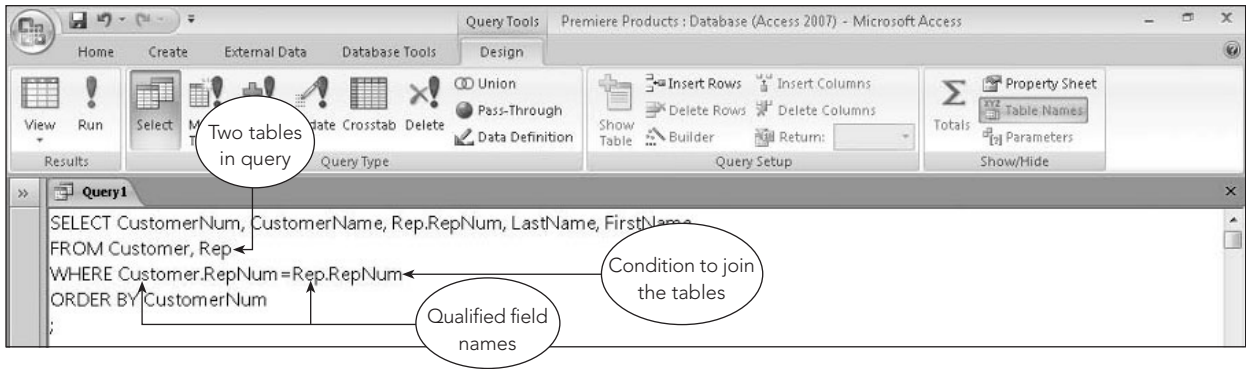 Query Tools Premiere Products : Database (Access 2007) - Microsoft Access
Home Create External Data Database Tools Design
View Run Select Crosstab Delete
Union
Pass-Through
Data Definition
Show Table
Insert Rows Insert Columns
Delete Rows Delete Columns
Builder Return:
Totals
Property Sheet
Table Names
Parameters
Results Query Type Query Setup Show/Hide
Two tables
in query
Query1
SELECT CustomerNum, CustomerName, Rep.RepNum, LastName, FirstName
FROM Customer, Rep
WHERE Customer.RepNum=Rep.RepNum
ORDER BY CustomerNum
;
Condition to join
the tables
Qualified field
names